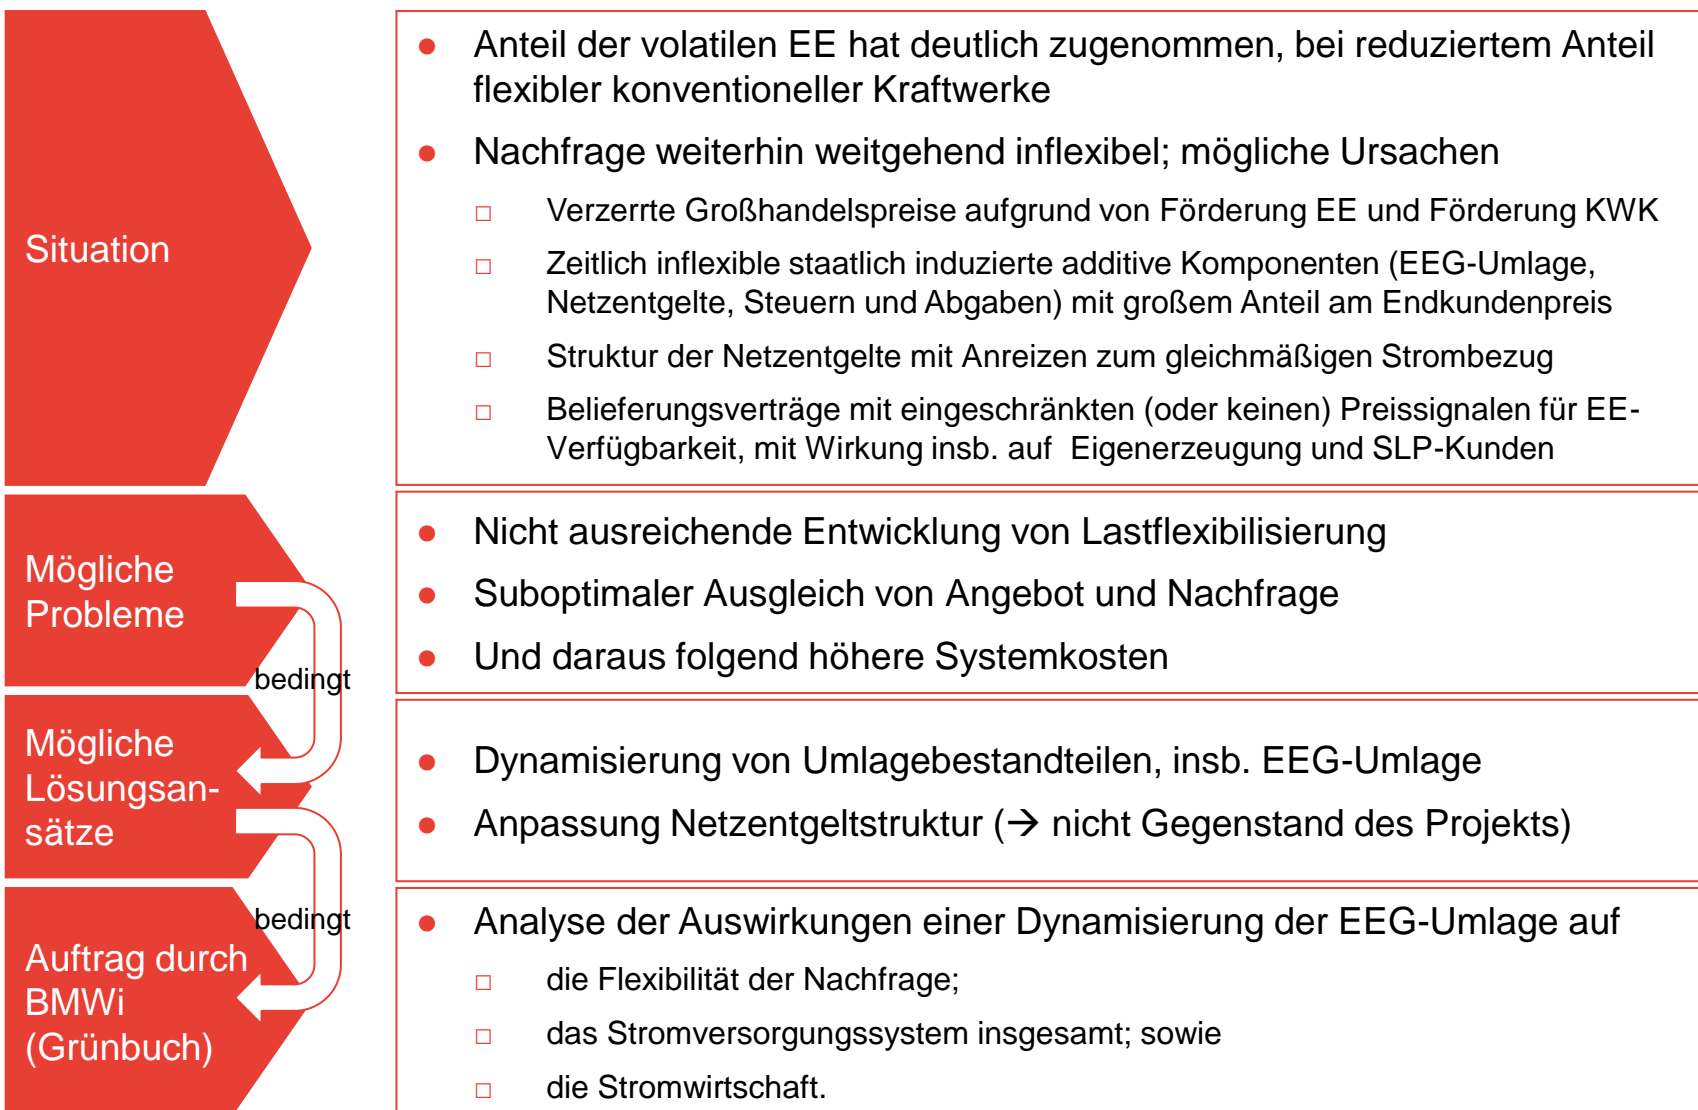 Situation
● Anteil der volatilen EE hat deutlich zugenommen, bei reduziertem Anteil
flexibler konventioneller Kraftwerke
● Nachfrage weiterhin weitgehend inflexibel; mögliche Ursachen
□ Verzerrte Großhandelspreise aufgrund von Förderung EE und Förderung KWK
□ Zeitlich inflexible staatlich induzierte additive Komponenten (EEG-Umlage,
Netzentgelte, Steuern und Abgaben) mit großem Anteil am Endkundenpreis
□ Struktur der Netzentgelte mit Anreizen zum gleichmäßigen Strombezug
□ Belieferungsverträge mit eingeschränkten (oder keinen) Preissignalen für EE-
Verfügbarkeit, mit Wirkung insb. auf Eigenerzeugung und SLP-Kunden
Mögliche
Probleme
● Nicht ausreichende Entwicklung von Lastflexibilisierung
● Suboptimaler Ausgleich von Angebot und Nachfrage
● Und daraus folgend höhere Systemkosten
bedingt
Mögliche
Lösungsan-
sätze
● Dynamisierung von Umlagebestandteilen, insb. EEG-Umlage
● Anpassung Netzentgeltstruktur (→ nicht Gegenstand des Projekts)
bedingt
Auftrag durch
BMWi
(Grünbuch)
● Analyse der Auswirkungen einer Dynamisierung der EEG-Umlage auf
□ die Flexibilität der Nachfrage;
□ das Stromversorgungssystem insgesamt; sowie
□ die Stromwirtschaft.